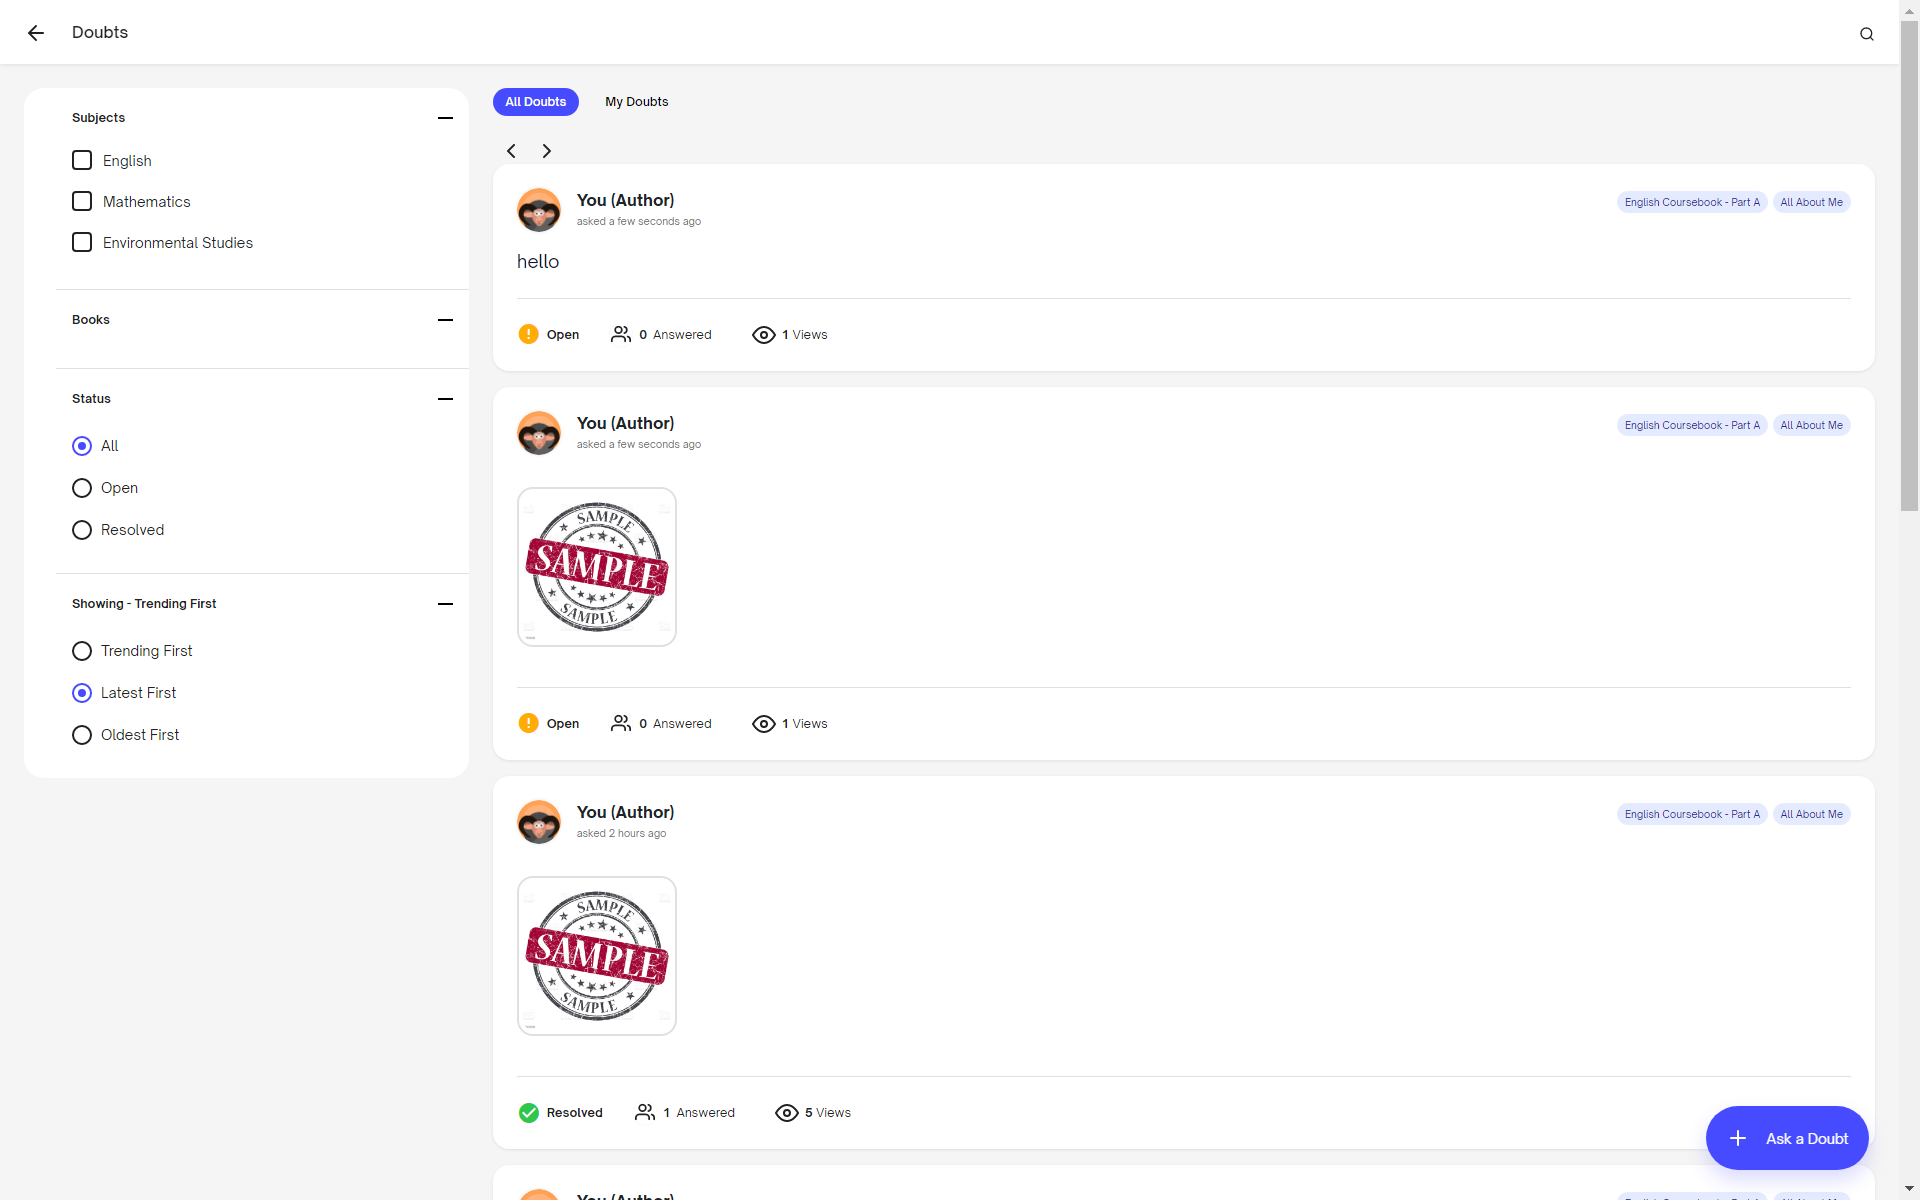 Doubts
Subjects
English
Mathematics
Environmental Studies
Books
Status
All
Open
Resolved
Showing - Trending First
Trending First
Latest First
Oldest First
All Doubts
My Doubts
You (Author)
asked a few seconds ago
English Coursebook - Part A
All About Me
hello
Open
0 Answered
1 Views
You (Author)
asked a few seconds ago
English Coursebook - Part A
All About Me
SAMPLE
SAMPLE
SAMPLE
Open
0 Answered
1 Views
You (Author)
asked 2 hours ago
English Coursebook - Part A
All About Me
SAMPLE
SAMPLE
SAMPLE
Resolved
1 Answered
5 Views
Ask a Doubt
You (Author)